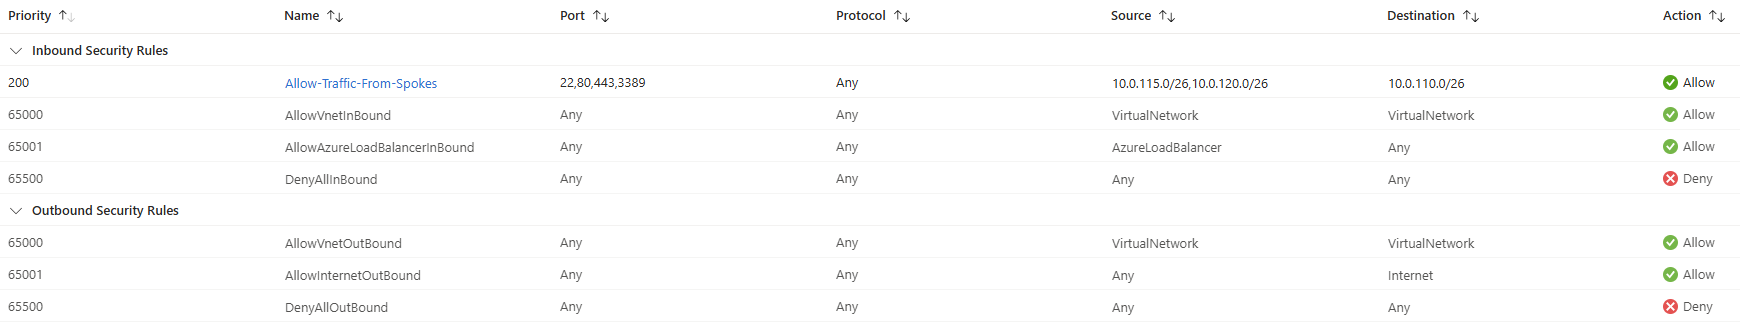 Priority Name Port Protocol Source Destination Action
Inbound Security Rules
200 Allow-Traffic-From-Spokes 22,80,443,3389 Any 10.0.115.0/26,10.0.120.0/26 10.0.110.0/26 Allow
65000 AllowVnetInBound Any Any VirtualNetwork VirtualNetwork Allow
65001 AllowAzureLoadBalancerInBound Any Any AzureLoadBalancer Any Allow
65500 DenyAllInBound Any Any Any Any Deny
Outbound Security Rules
65000 AllowVnetOutBound Any Any VirtualNetwork VirtualNetwork Allow
65001 AllowInternetOutBound Any Any Any Internet Allow
65500 DenyAllOutBound Any Any Any Any Deny